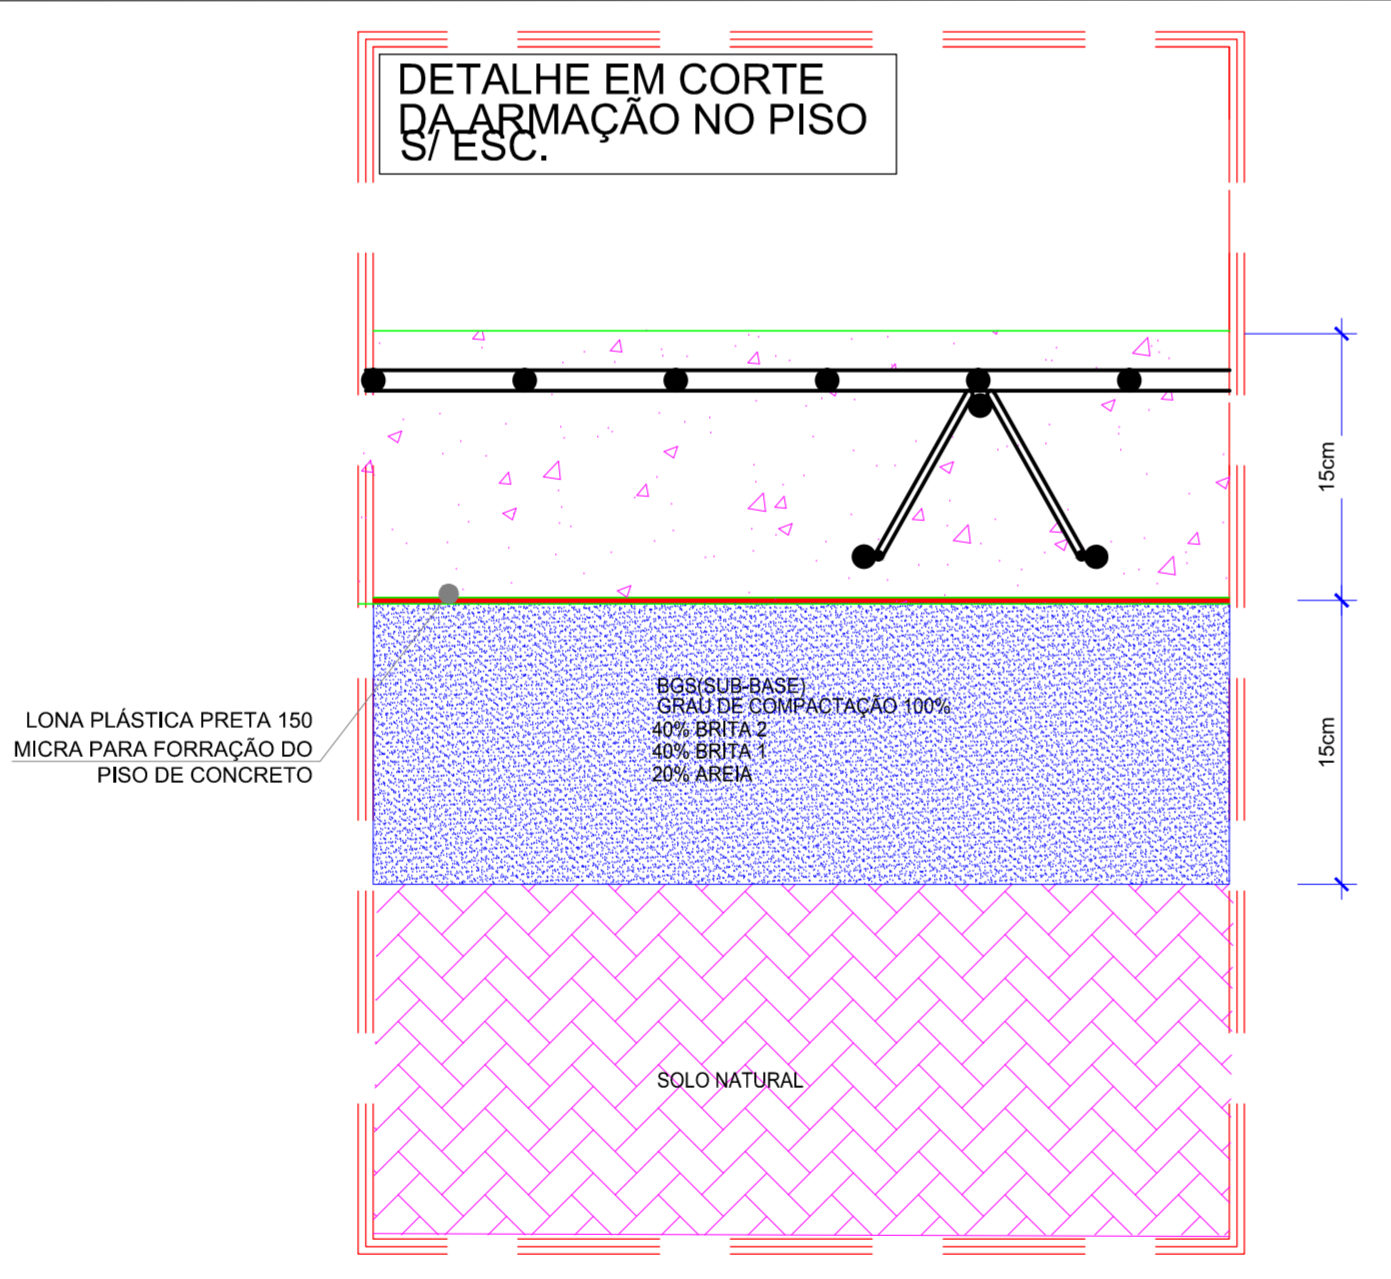 DETALHE EM CORTE
DA ARMAÇÃO NO PISO
S/ ESC.
15cm
BGS(SUB-BASE)
GRAU DE COMPACTAÇÃO 100%
40% BRITA 2
40% BRITA 1
20% AREIA
LONA PLÁSTICA PRETA 150
MICRA PARA FORRAÇÃO DO
PISO DE CONCRETO
15cm
SOLO NATURAL